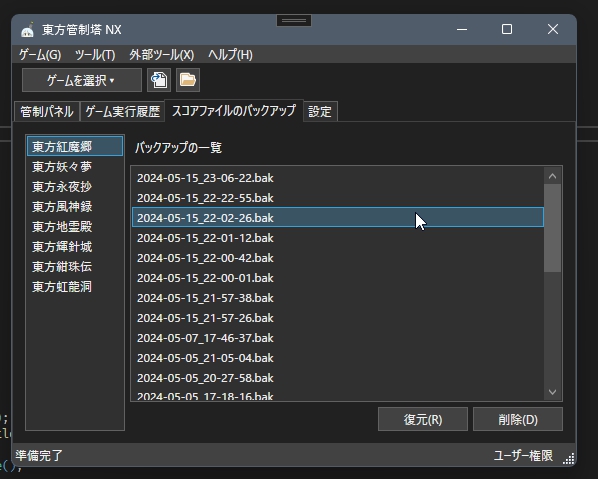 東方管制塔 NX
ゲーム(G) ツール(T) 外部ツール(X) ヘルプ(H)
ゲームを選択
管制パネル ゲーム実行履歴 スコアファイルのバックアップ 設定
東方紅魔郷
東方妖々夢
東方永夜抄
東方風神録
東方地霊殿
東方輝針城
東方紺珠伝
東方虹龍洞
バックアップの一覧
2024-05-15_23-06-22.bak
2024-05-15_22-22-55.bak
2024-05-15_22-02-26.bak
2024-05-15_22-01-12.bak
2024-05-15_22-00-42.bak
2024-05-15_22-00-01.bak
2024-05-15_21-57-38.bak
2024-05-15_21-57-26.bak
2024-05-07_17-46-37.bak
2024-05-05_21-05-04.bak
2024-05-05_20-27-58.bak
2024-05-05_17-18-16.bak
復元(R) 削除(D)
準備完了 ユーザー権限